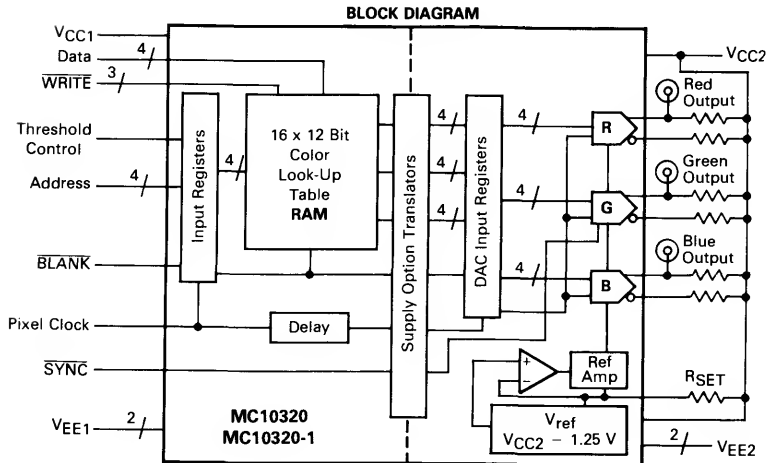 BLOCK DIAGRAM
VCC1
Data
4
WRITE
3
Threshold
Control
Address
4
BLANK
Pixel Clock
SYNC
VEE1
2
Input Registers
4
16 x 12 Bit
Color
Look-Up
Table
RAM
Delay
MC10320
MC10320-1
Supply Option Translators
4
4
4
DAC Input Registers
4
4
4
R
G
B
Red
Output
Green
Output
Blue
Output
VCC2
+
−
Ref
Amp
Vref
VCC2 − 1.25 V
RSET
2
VEE2